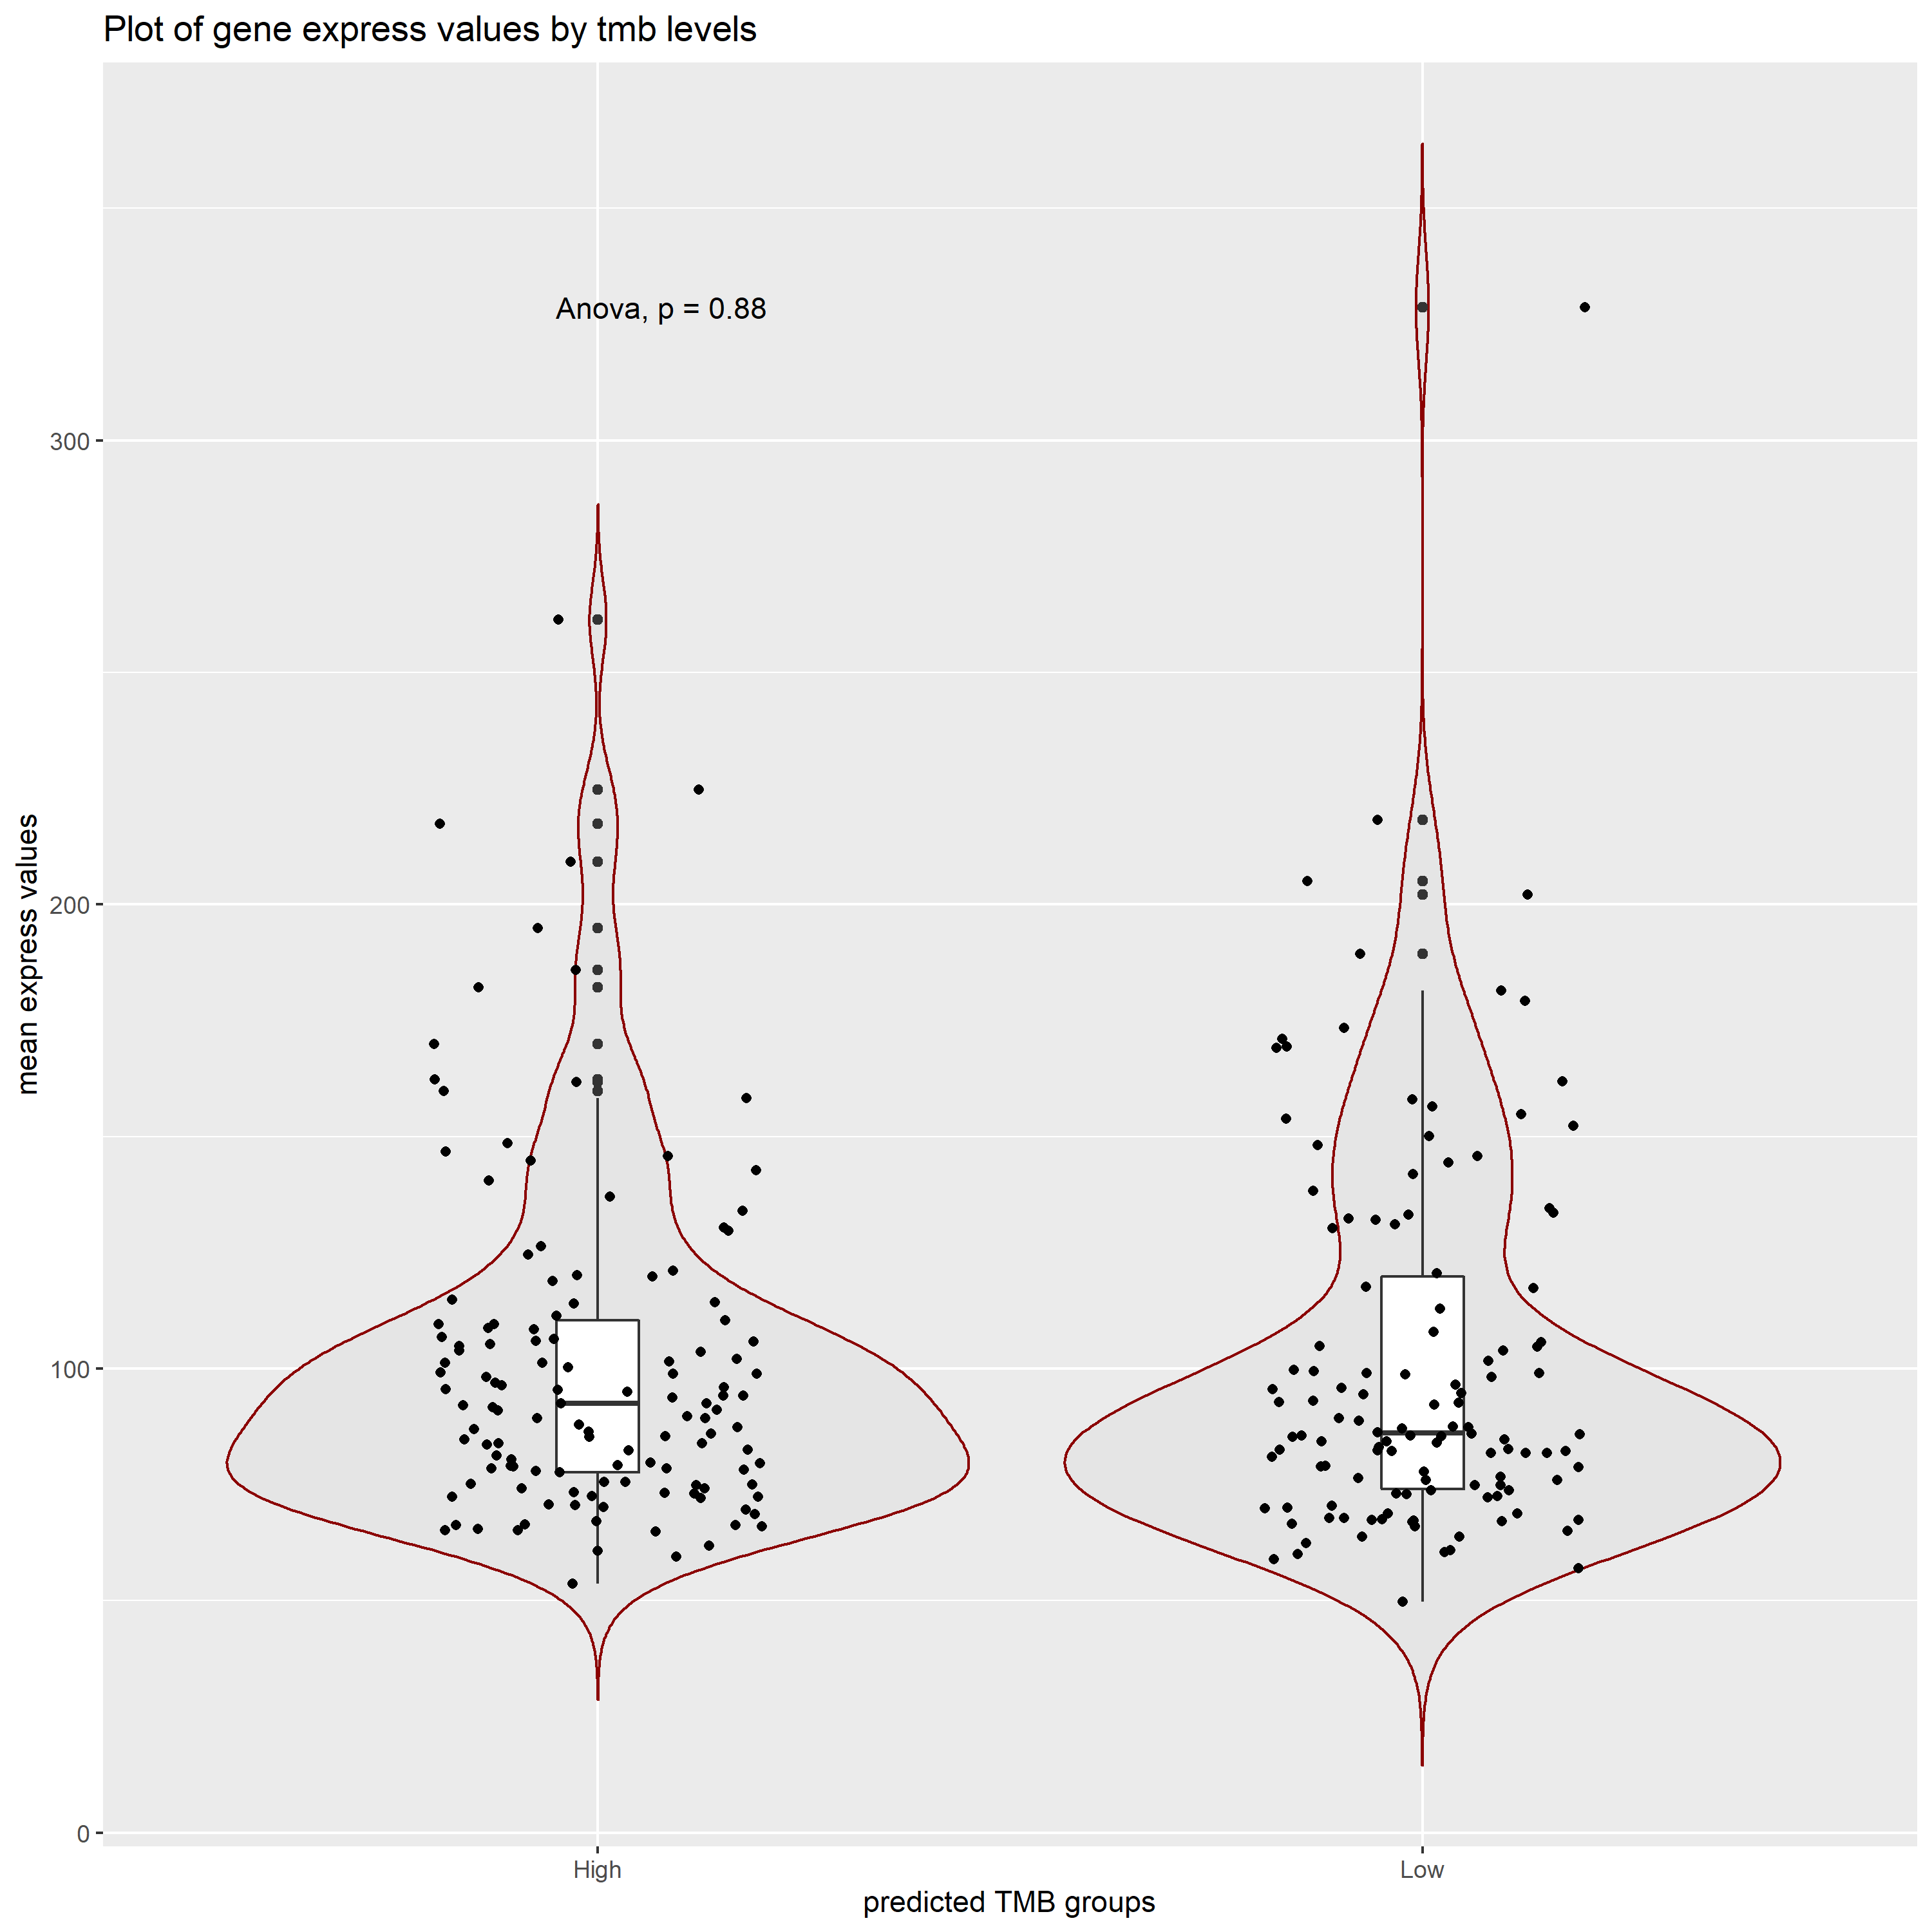 Plot of gene express values by tmb levels
Anova, p = 0.88
mean express values
300
200
100
0
High
Low
predicted TMB groups